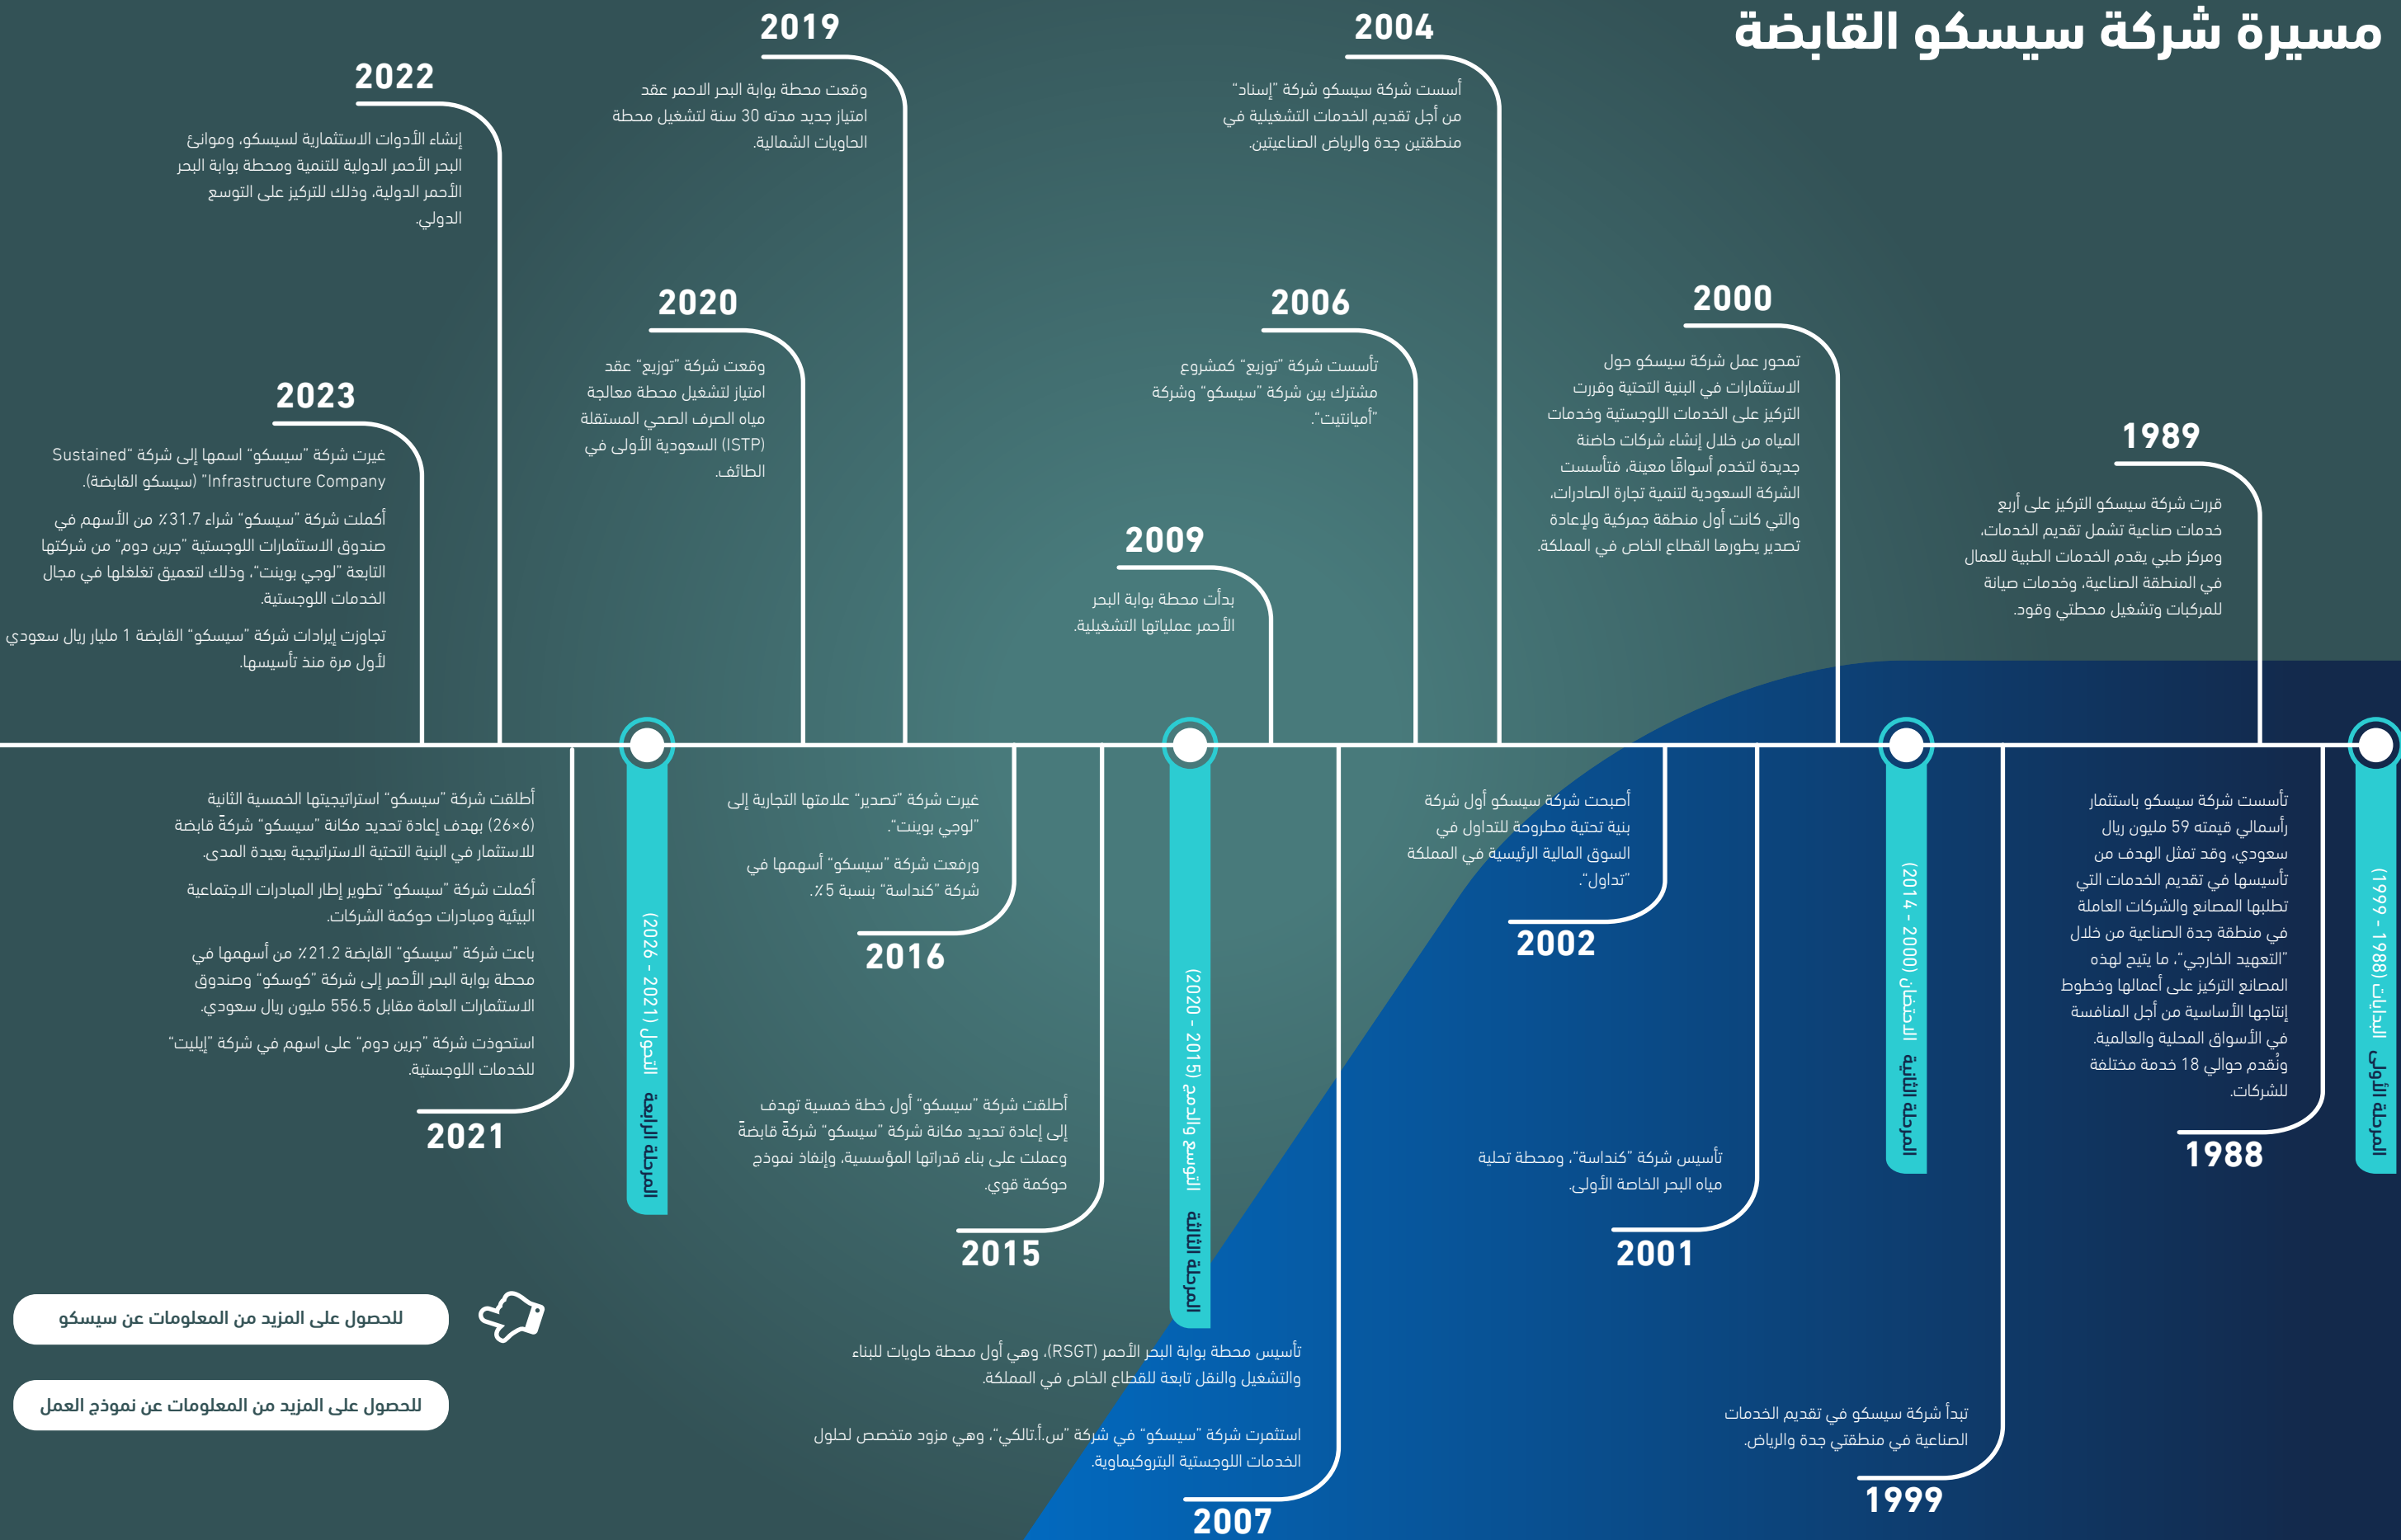 مسيرة شركة سيسكو القابضة
المرحلة الأولى البدايات (1988 - 1999)
1988
تأسست شركة سيسكو باستثمار
رأسمالي قيمته 59 مليون ريال
سعودي، وقد تمثل الهدف من
تأسيسها في تقديم الخدمات التي
تطلبها المصانع والشركات العاملة
في منطقة جدة الصناعية من خلال
"التعهيد الخارجي"، ما يتيح لهذه
المصانع التركيز على أعمالها وخطوط
إنتاجها الأساسية من أجل المنافسة
في الأسواق المحلية والعالمية.
ونُقدم حوالي 18 خدمة مختلفة
للشركات.
1989
قررت شركة سيسكو التركيز على أربع
خدمات صناعية تشمل تقديم الخدمات،
ومركز طبي يقدم الخدمات الطبية للعمال
في المنطقة الصناعية، وخدمات صيانة
للمركبات وتشغيل محطتي وقود.
1999
تبدأ شركة سيسكو في تقديم الخدمات
الصناعية في منطقتي جدة والرياض.
المرحلة الثانية الاحتضان (2000 - 2014)
2000
تمحور عمل شركة سيسكو حول
الاستثمارات في البنية التحتية وقررت
التركيز على الخدمات اللوجستية وخدمات
المياه من خلال إنشاء شركات حاضنة
جديدة لتخدم أسواقًا معينة، فتأسست
الشركة السعودية لتنمية تجارة الصادرات،
والتي كانت أول منطقة جمركية ولإعادة
تصدير يطورها القطاع الخاص في المملكة.
2001
تأسيس شركة "كنداسة"، ومحطة تحلية
مياه البحر الخاصة الأولى.
2002
أصبحت شركة سيسكو أول شركة
بنية تحتية مطروحة للتداول في
السوق المالية الرئيسية في المملكة
"تداول".
2004
أسست شركة سيسكو شركة "إسناد"
من أجل تقديم الخدمات التشغيلية في
منطقتين جدة والرياض الصناعيتين.
2006
تأسست شركة "توزيع" كمشروع
مشترك بين شركة "سيسكو" وشركة
"أميانتيت".
2007
تأسيس محطة بوابة البحر الأحمر (RSGT)، وهي أول محطة حاويات للبناء
والتشغيل والنقل تابعة للقطاع الخاص في المملكة.
استثمرت شركة "سيسكو" في شركة "س.أ.تالكي"، وهي مزود متخصص لحلول
الخدمات اللوجستية البتروكيماوية.
2009
بدأت محطة بوابة البحر
الأحمر عملياتها التشغيلية.
المرحلة الثالثة التوسع والدمج (2015 - 2020)
2015
أطلقت شركة "سيسكو" أول خطة خمسية تهدف
إلى إعادة تحديد مكانة شركة "سيسكو" شركةً قابضةً
وعملت على بناء قدراتها المؤسسية، وإنفاذ نموذج
حوكمة قوي.
2016
غيرت شركة "تصدير" علامتها التجارية إلى
"لوجي بوينت".
ورفعت شركة "سيسكو" أسهمها في
شركة "كنداسة" بنسبة 5٪.
2019
وقعت محطة بوابة البحر الاحمر عقد
امتياز جديد مدته 30 سنة لتشغيل محطة
الحاويات الشمالية.
2020
وقعت شركة "توزيع" عقد
امتياز لتشغيل محطة معالجة
مياه الصرف الصحي المستقلة
(ISTP) السعودية الأولى في
الطائف.
المرحلة الرابعة التحول (2021 - 2026)
2021
أطلقت شركة "سيسكو" استراتيجيتها الخمسية الثانية
(6×26) بهدف إعادة تحديد مكانة "سيسكو" شركةً قابضة
للاستثمار في البنية التحتية الاستراتيجية بعيدة المدى.
أكملت شركة "سيسكو" تطوير إطار المبادرات الاجتماعية
البيئية ومبادرات حوكمة الشركات.
باعت شركة "سيسكو" القابضة 21.2٪ من أسهمها في
محطة بوابة البحر الأحمر إلى شركة "كوسكو" وصندوق
الاستثمارات العامة مقابل 556.5 مليون ريال سعودي.
استحوذت شركة "جرين دوم" على اسهم في شركة "إيليت"
للخدمات اللوجستية.
2022
إنشاء الأدوات الاستثمارية لسيسكو، وموانئ
البحر الأحمر الدولية للتنمية ومحطة بوابة البحر
الأحمر الدولية، وذلك للتركيز على التوسع
الدولي.
2023
غيرت شركة "سيسكو" اسمها إلى شركة "Sustained
Infrastructure Company" (سيسكو القابضة).
أكملت شركة "سيسكو" شراء 31.7٪ من الأسهم في
صندوق الاستثمارات اللوجستية "جرين دوم" من شركتها
التابعة "لوجي بوينت"، وذلك لتعميق تغلغلها في مجال
الخدمات اللوجستية.
تجاوزت إيرادات شركة "سيسكو" القابضة 1 مليار ريال سعودي
لأول مرة منذ تأسيسها.
للحصول على المزيد من المعلومات عن سيسكو
للحصول على المزيد من المعلومات عن نموذج العمل